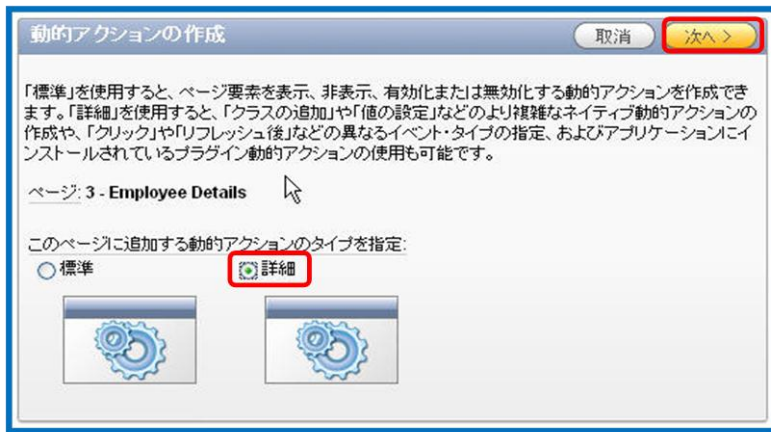 動的アクションの作成
取消
次へ >
「標準」を使用すると、ページ要素を表示、非表示、有効化または無効化する動的アクションを作成でき
ます。「詳細」を使用すると、「クラスの追加」や「値の設定」などのより複雑なネイティブ動的アクションの
作成や、「クリック」や「リフレッシュ後」などの異なるイベント・タイプの指定、およびアプリケーションにイ
ンストールされているプラグイン動的アクションの使用も可能です。
ページ: 3 - Employee Details
このページに追加する動的アクションのタイプを指定:
標準
詳細